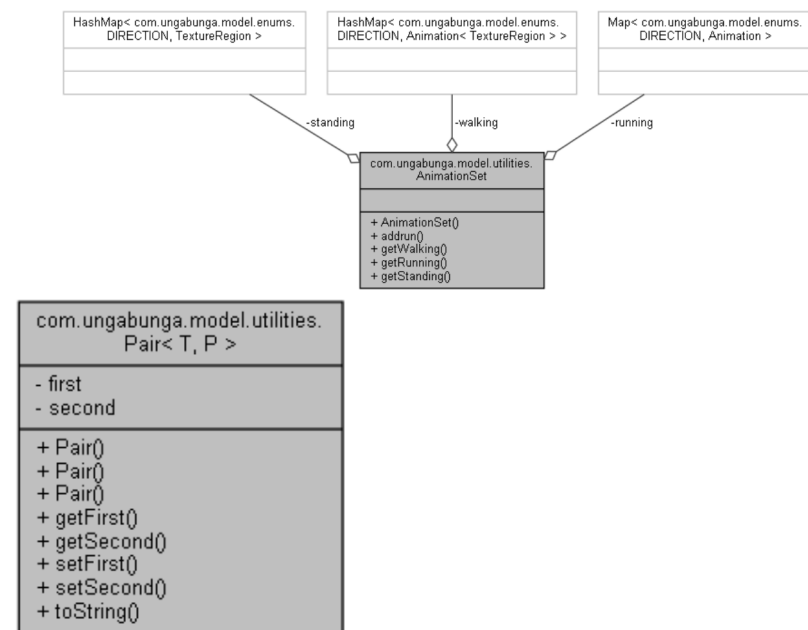 HashMap< com.ungabunga.model.enums.
DIRECTION, TextureRegion >
HashMap< com.ungabunga.model.enums.
DIRECTION, Animation< TextureRegion > >
Map< com.ungabunga.model.enums.
DIRECTION, Animation >
-standing
-walking
-running
com.ungabunga.model.utilities.
AnimationSet
+ AnimationSet()
+ addrun()
+ getWalking()
+ getRunning()
+ getStanding()
com.ungabunga.model.utilities.
Pair< T, P >
- first
- second
+ Pair()
+ Pair()
+ Pair()
+ getFirst()
+ getSecond()
+ setFirst()
+ setSecond()
+ toString()